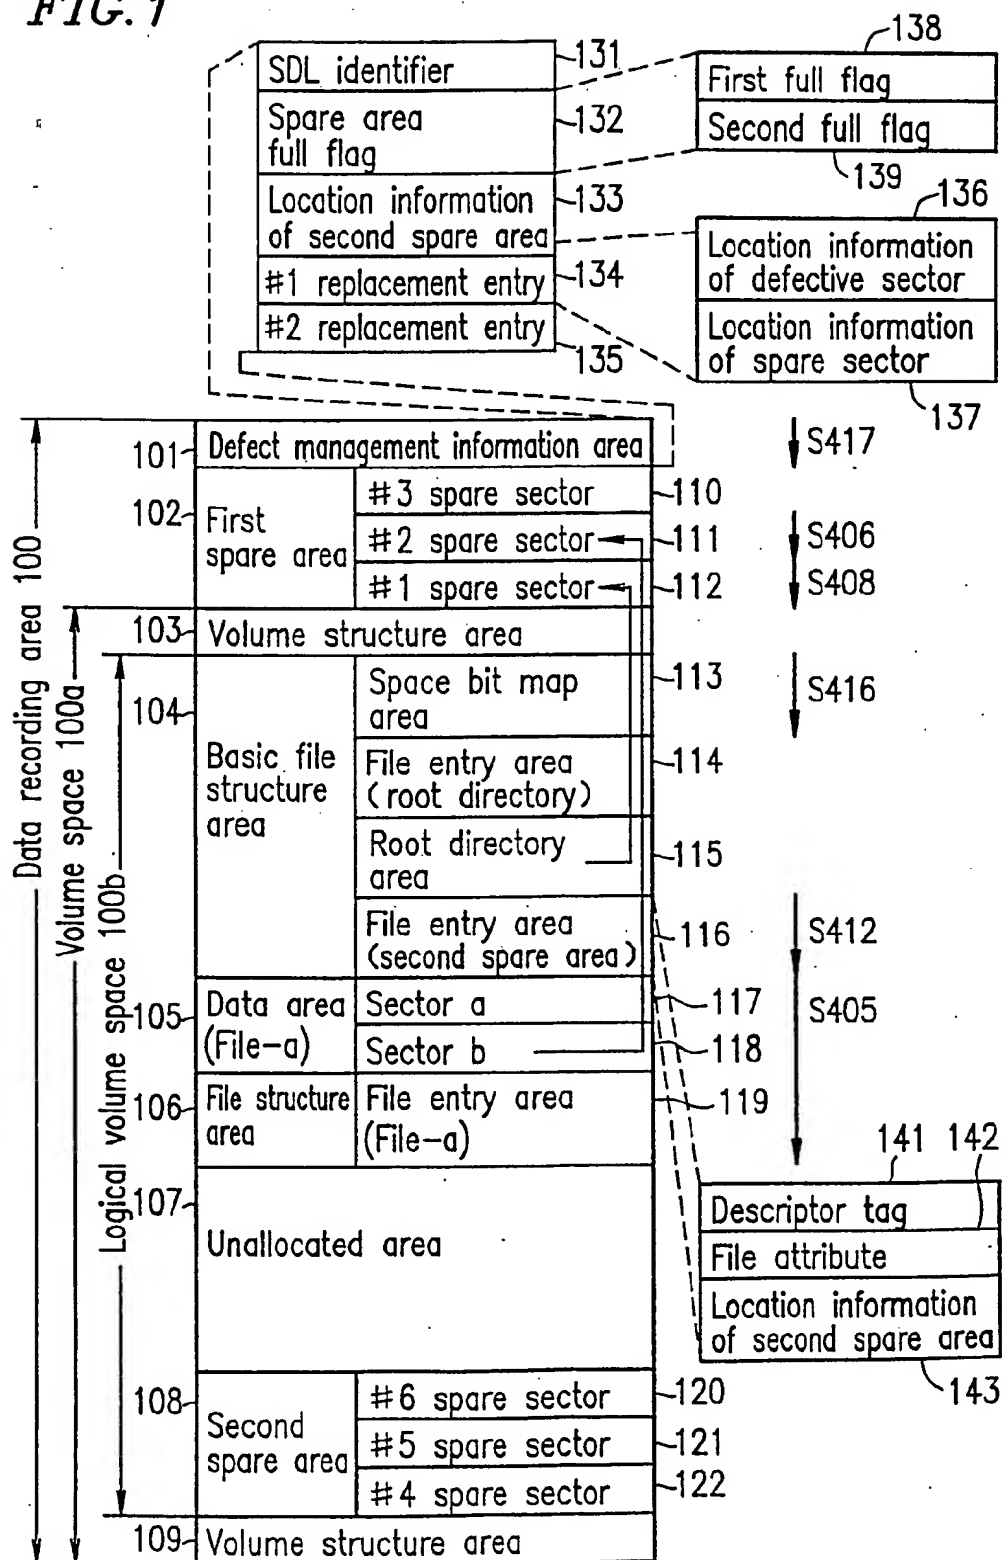 FIG. 1
SDL identifier
131
Spare area
full flag
132
Location information
of second spare area
133
#1 replacement entry
134
#2 replacement entry
135
138
First full flag
Second full flag
139
136
Location information
of defective sector
Location information
of spare sector
137
Data recording area 100
Volume space 100a
Logical volume space 100b
101
Defect management information area
S417
102
First
spare area
#3 spare sector
110
#2 spare sector
111
S406
#1 spare sector
112
S408
103
Volume structure area
104
Basic file
structure
area
Space bit map
area
113
S416
File entry area
(root directory)
114
Root directory
area
115
File entry area
(second spare area)
116
S412
105
Data area
(File-a)
Sector a
117
S405
Sector b
118
106
File structure
area
File entry area
(File-a)
119
107
Unallocated area
141
142
Descriptor tag
File attribute
Location information
of second spare area
143
108
Second
spare area
#6 spare sector
120
#5 spare sector
121
#4 spare sector
122
109
Volume structure area